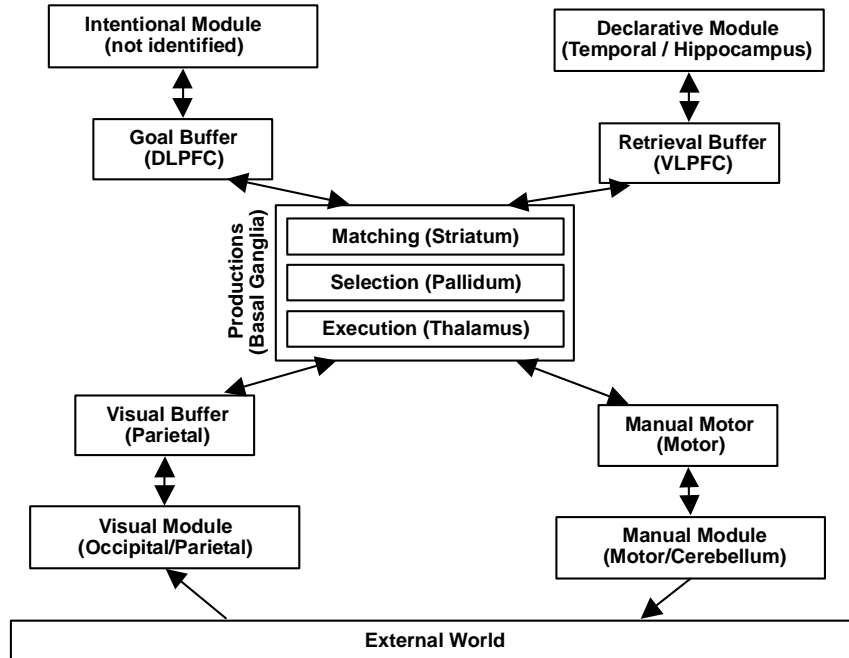 Intentional Module
(not identified)
Declarative Module
(Temporal / Hippocampus)
Goal Buffer
(DLPFC)
Retrieval Buffer
(VLPFC)
Productions
(Basal Ganglia)
Matching (Striatum)
Selection (Pallidum)
Execution (Thalamus)
Visual Buffer
(Parietal)
Manual Motor
(Motor)
Visual Module
(Occipital/Parietal)
Manual Module
(Motor/Cerebellum)
External World